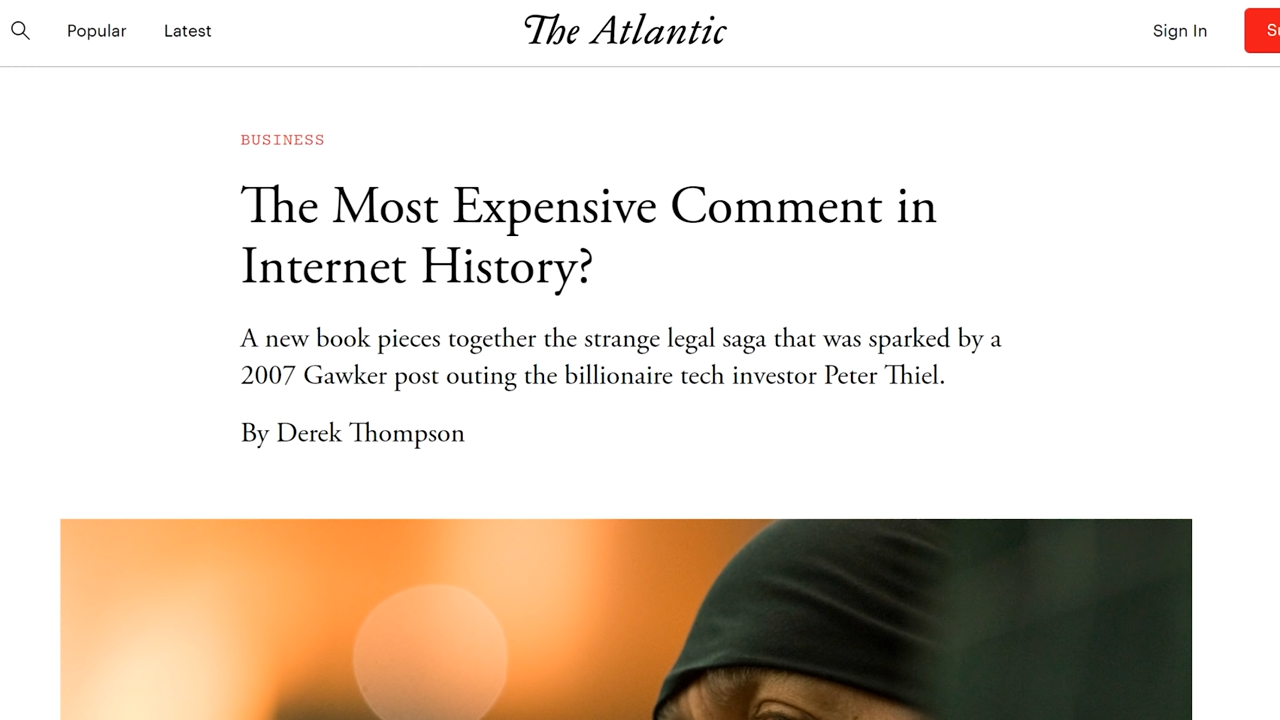 Popular Latest The Atlantic Sign In
BUSINESS
The Most Expensive Comment in
Internet History?
A new book pieces together the strange legal saga that was sparked by a
2007 Gawker post outing the billionaire tech investor Peter Thiel.
By Derek Thompson